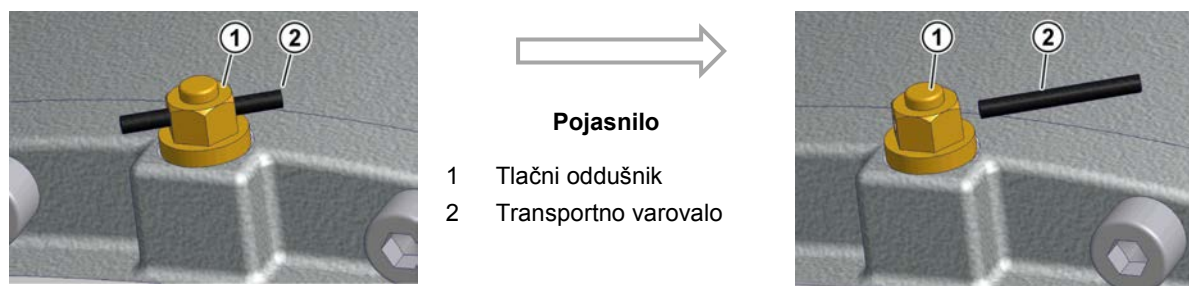 1 2
1 2
Pojasnilo
1 Tlačni oddušnik
2 Transportno varovalo